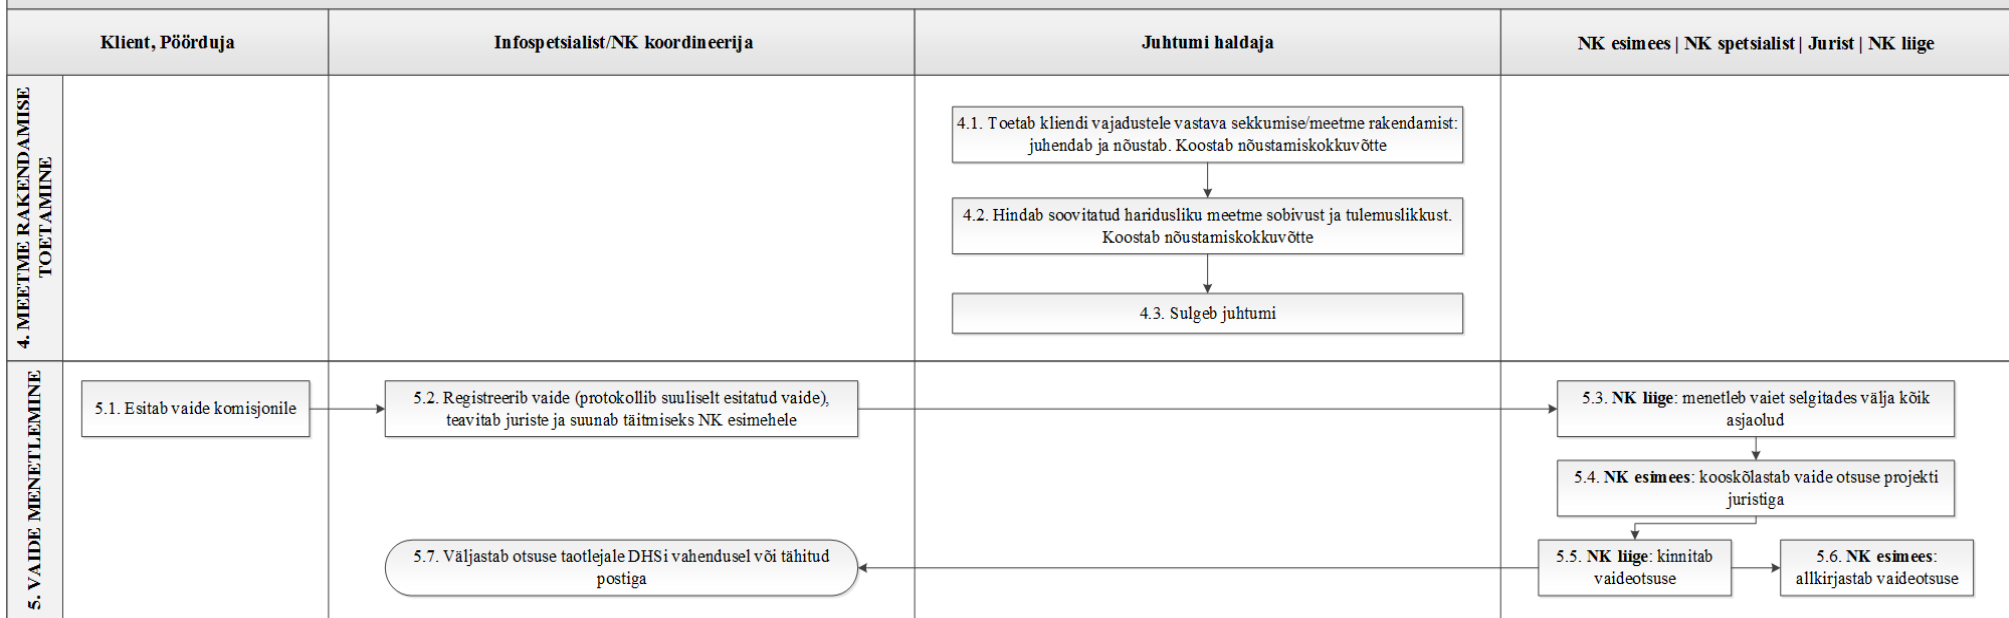 Klient, Pöörduja
Infospetsialist/NK koordineerija
Juhtumi haldaja
NK esimees | NK spetsialist | Jurist | NK liige
4. MEETME RAKENDAMISE
TOETAMINE
4.1. Toetab kliendi vajadustele vastava sekkumise/meetme rakendamist:
juhendab ja nõustab. Koostab nõustamiskokkuvõtte
4.2. Hindab soovitatud haridusliku meetme sobivust ja tulemuslikkust.
Koostab nõustamiskokkuvõtte
4.3. Sulgeb juhtumi
5. VAIDE MENETLEMINE
5.1. Esitab vaide komisjonile
5.2. Registreerib vaide (protokollib suuliselt esitatud vaide),
teavitab juriste ja suunab täitmiseks NK esimehele
5.3. NK liige: menetleb vaiet selgitades välja kõik
asjaolud
5.4. NK esimees: kooskõlastab vaide otsuse projekti
juristiga
5.5. NK liige: kinnitab
vaideotsuse
5.6. NK esimees:
allkirjastab vaideotsuse
5.7. Väljastab otsuse taotlejale DHSi vahendusel või tähitud
postiga